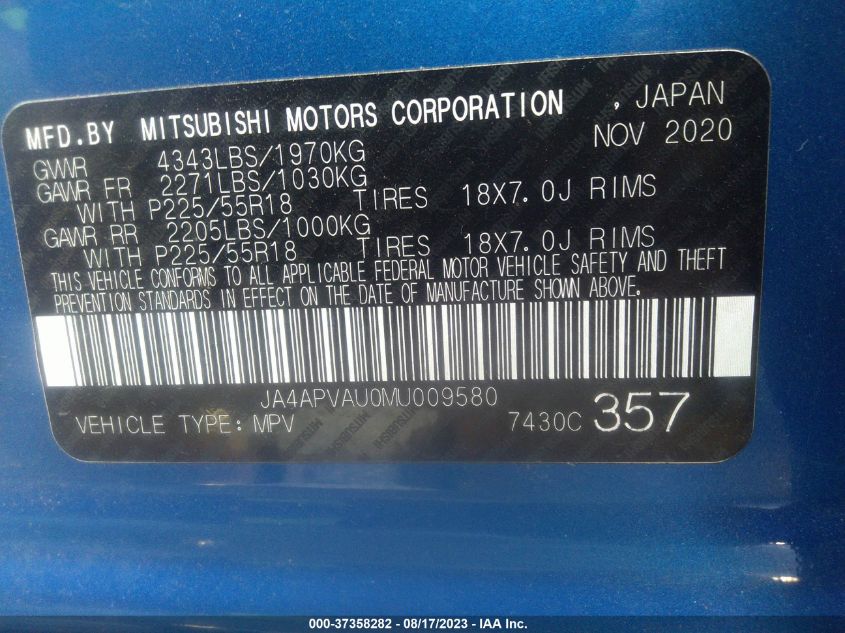 MFD.BY MITSUBISHI MOTORS CORPORATION , JAPAN
NOV 2020
GVWR 4343LBS/1970KG
GAWR FR 2271LBS/1030KG
WITH P225/55R18 TIRES 18X7.0J RIMS
GAWR RR 2205LBS/1000KG
WITH P225/55R18 TIRES 18X7.0J RIMS
THIS VEHICLE CONFORMS TO ALL APPLICABLE FEDERAL MOTOR VEHICLE SAFETY AND THEFT
PREVENTION STANDARDS IN EFFECT ON THE DATE OF MANUFACTURE SHOWN ABOVE.
JA4APVAU0MU009580
VEHICLE TYPE: MPV 7430C 357
000-37358282 - 08/17/2023 - IAA Inc.